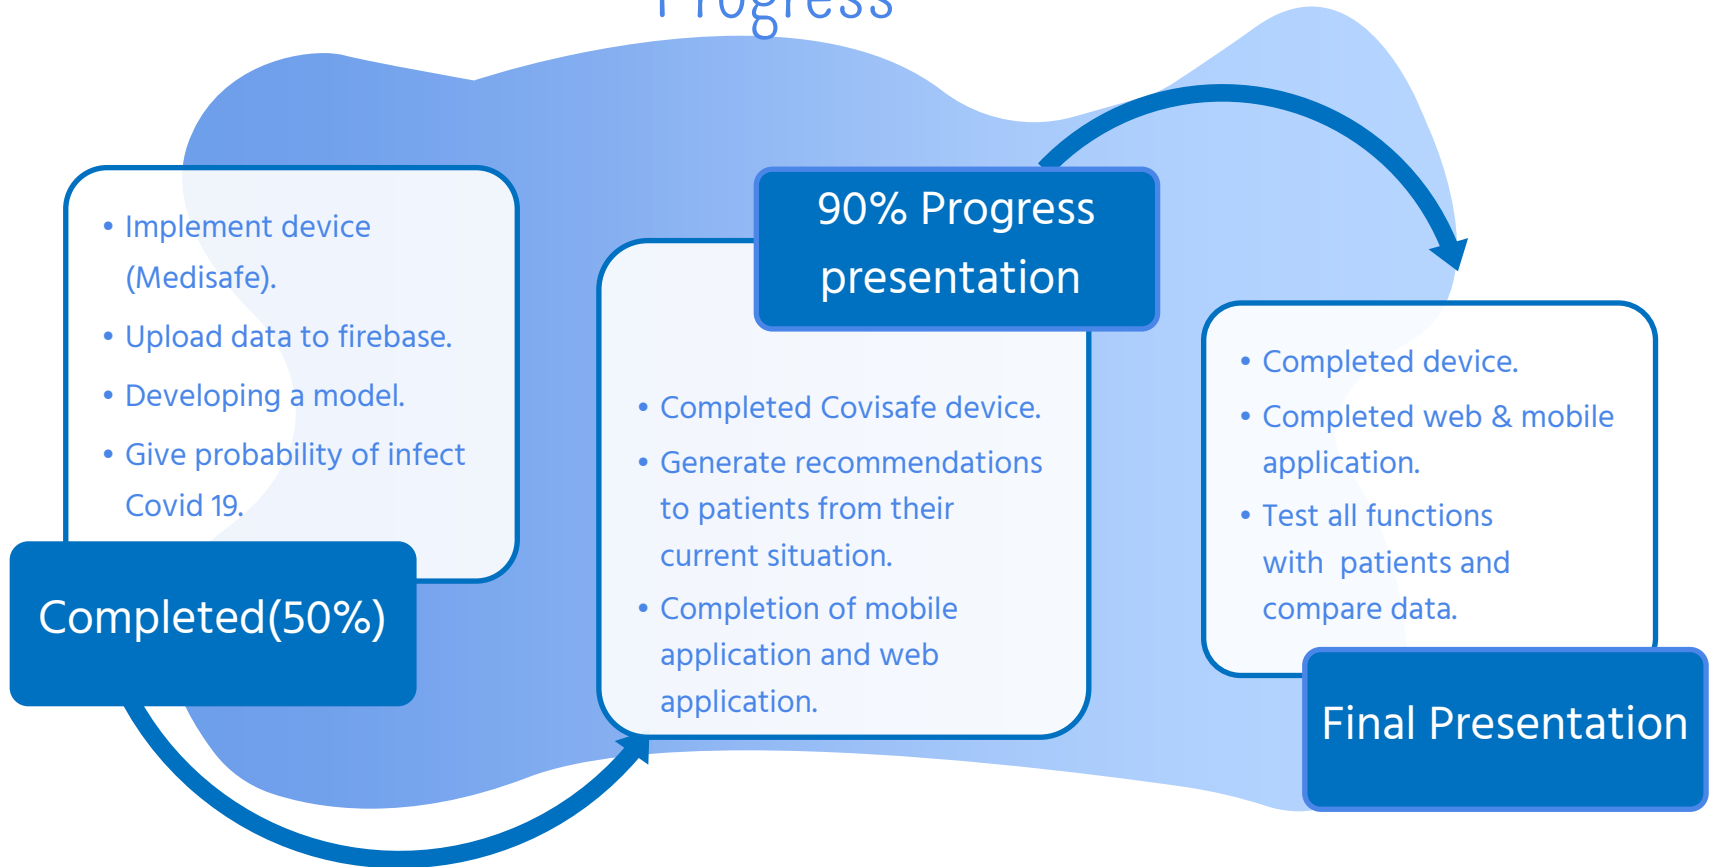 Progress
• Implement device
(Medisafe).
• Upload data to firebase.
• Developing a model.
• Give probability of infect
Covid 19.
Completed(50%)
90% Progress
presentation
• Completed Covisafe device.
• Generate recommendations
to patients from their
current situation.
• Completion of mobile
application and web
application.
• Completed device.
• Completed web & mobile
application.
• Test all functions
with  patients and
compare data.
Final Presentation